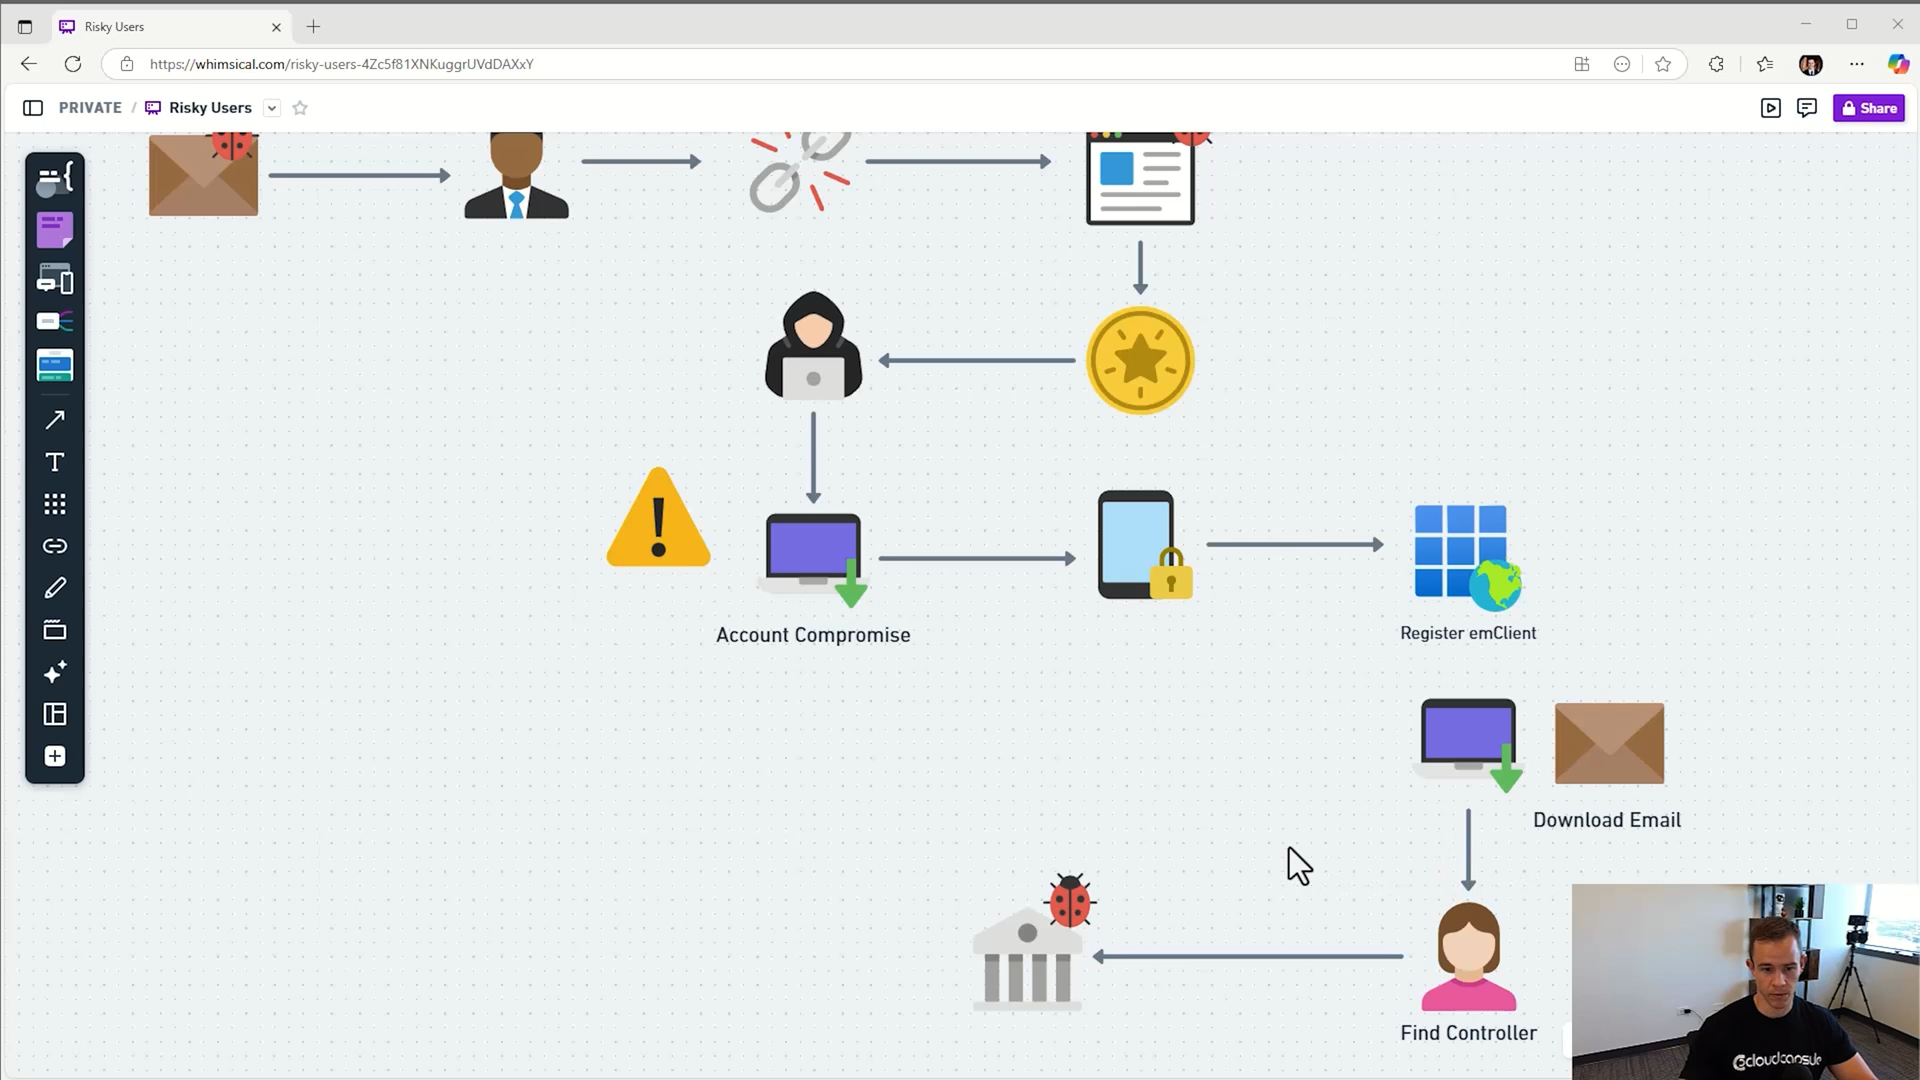 Risky Users
https://whimsical.com/risky-users-4Zc5f81XNKuggrUVdDAXxY
PRIVATE / Risky Users
Share
T
Account Compromise
Register emClient
Download Email
Find Controller
cloudcapsule